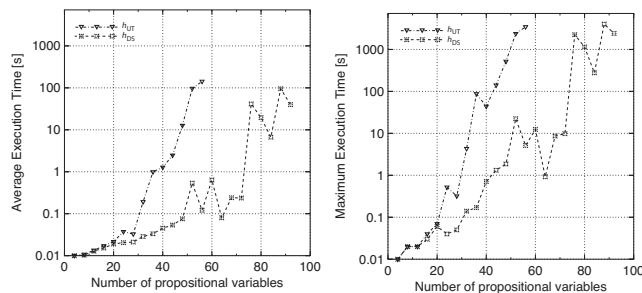 h_UT
h_DS
1000
100
10
1
0.1
0.01
Average Execution Time [s]
0 20 40 60 80 100
Number of propositional variables
h_UT
h_DS
1000
100
10
1
0.1
0.01
Maximum Execution Time [s]
0 20 40 60 80 100
Number of propositional variables